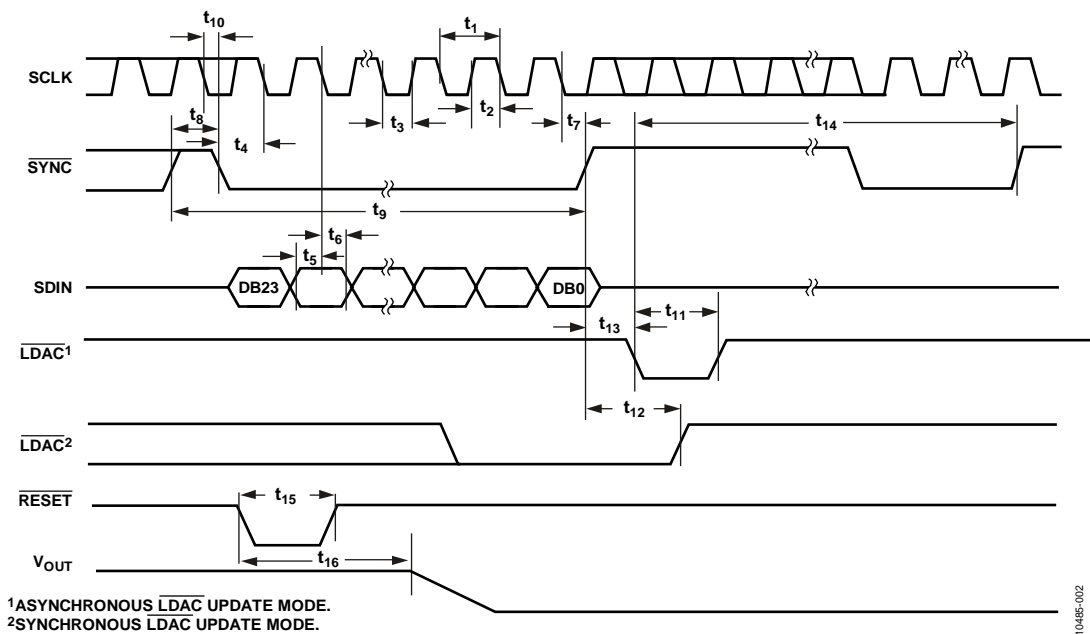 t10
t1
SCLK
t8
t4
t3
t2
t7
t14
SYNC
t9
t6
t5
SDIN
DB23
DB0
t13
t11
LDAC1
t12
LDAC2
RESET
t15
t16
VOUT
1ASYNCHRONOUS LDAC UPDATE MODE.
2SYNCHRONOUS LDAC UPDATE MODE.
10485-002